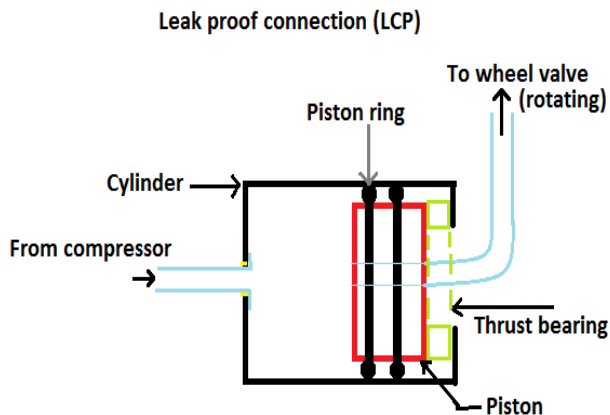 Leak proof connection (LCP)
To wheel valve
(rotating)
Piston ring
Cylinder
From compressor
Thrust bearing
Piston